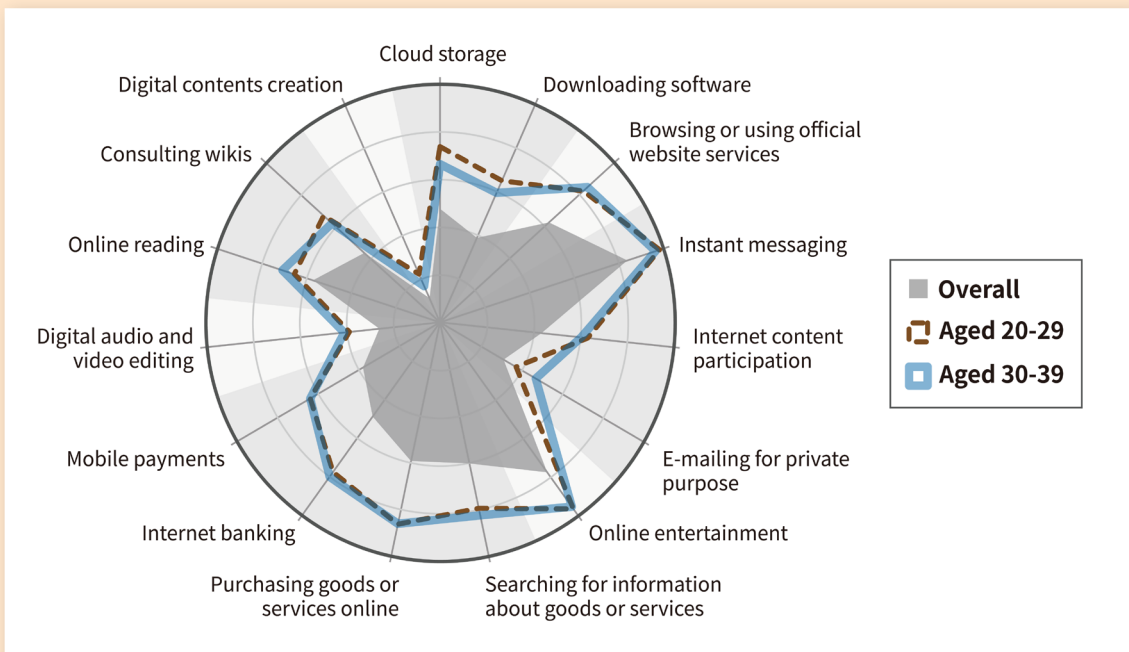 Cloud storage
Downloading software
Browsing or using official
website services
Instant messaging
Internet content
participation
E-mailing for private
purpose
Online entertainment
Searching for information
about goods or services
Purchasing goods or
services online
Internet banking
Mobile payments
Digital audio and
video editing
Online reading
Consulting wikis
Digital contents creation
Overall
Aged 20-29
Aged 30-39